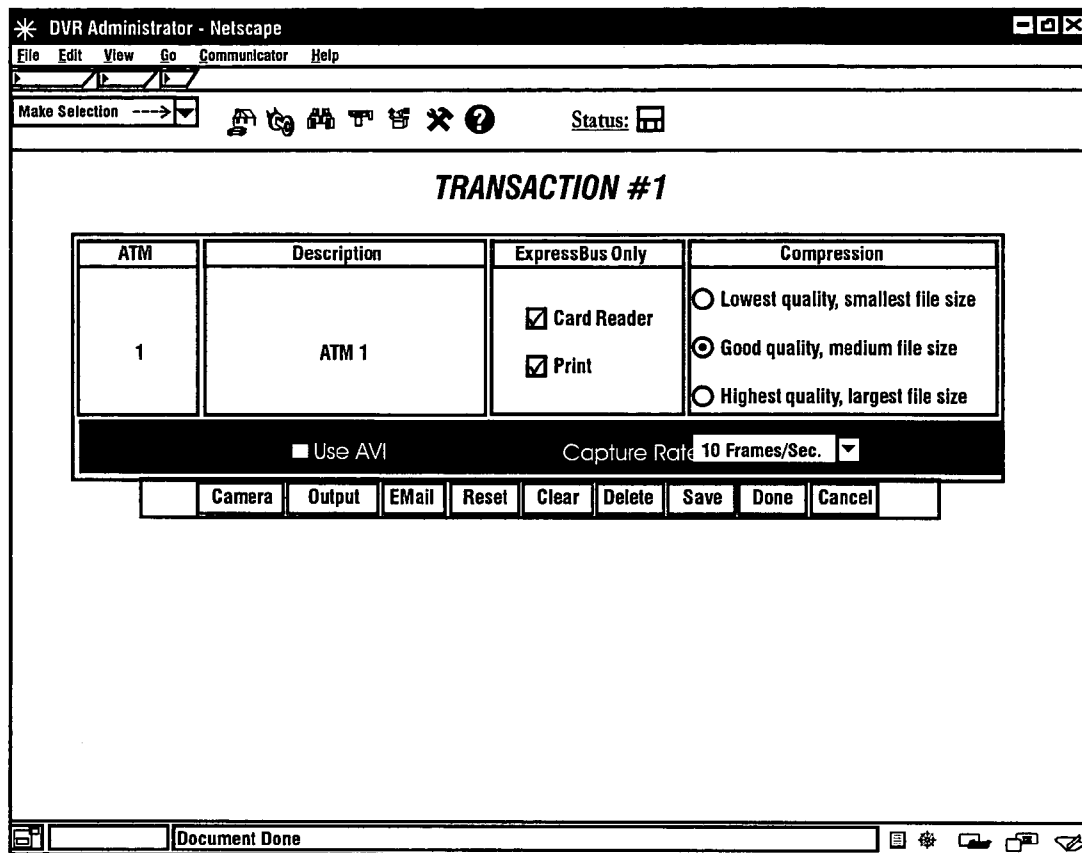 DVR Administrator - Netscape
File Edit View Go Communicator Help
Make Selection ---->
Status:
TRANSACTION #1
ATM Description ExpressBus Only Compression
Lowest quality, smallest file size
Card Reader
1 ATM 1 Good quality, medium file size
Print
Highest quality, largest file size
Use AVI Capture Rate 10 Frames/Sec.
Camera Output EMail Reset Clear Delete Save Done Cancel
Document Done